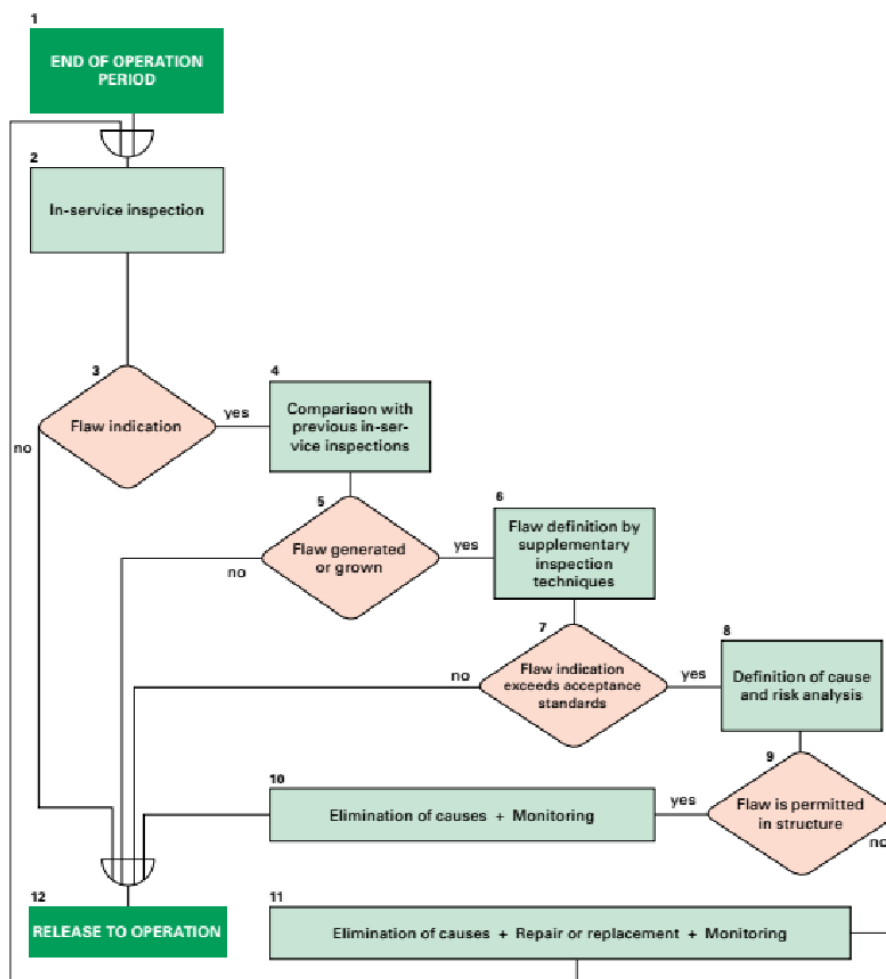 1
END OF OPERATION
PERIOD
2
In-service inspection
3
Flaw indication
yes
no
4
Comparison with
previous in-ser-
vice inspections
5
Flaw generated
or grown
yes
no
6
Flaw definition by
supplementary
inspection
techniques
7
Flaw indication
exceeds acceptance
standards
yes
no
8
Definition of cause
and risk analysis
9
Flaw is permitted
in structure
yes
no
10
Elimination of causes + Monitoring
11
Elimination of causes + Repair or replacement + Monitoring
12
RELEASE TO OPERATION